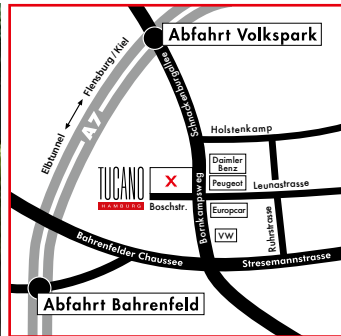 Abfahrt Volkspark
Flensburg/Kiel
Elbtunnel
A7
Schnackenburgallee
Holstenkamp
Daimler
Benz
Peugeot
Leunastrasse
TUCANO
HAMBURG
X
Boschstr.
Bornkampsweg
Europcar
Ruhrstrasse
VW
Bahrenfelder Chaussee
Stresemannstrasse
Abfahrt Bahrenfeld